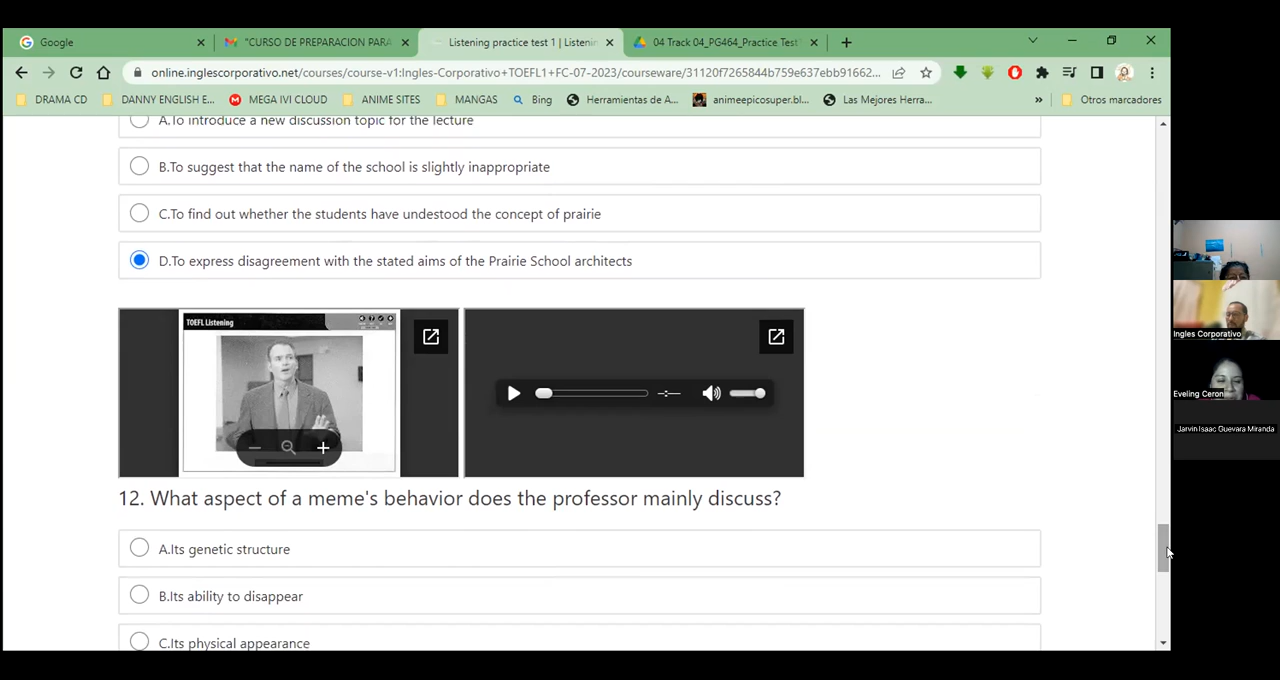 Google
"CURSO DE PREPARACION PARA
Listening practice test 1 | Listenin
04 Track 04_PG464_Practice Test
online.inglescorporativo.net/courses/course-v1:Ingles-Corporativo+TOEFL1+FC-07-2023/courseware/31120f7265844b759e637ebb91662...
DRAMA CD
DANNY ENGLISH E...
MEGA IVI CLOUD
ANIME SITES
MANGAS
Bing
Herramientas de A...
animeepicosuper.bl...
Las Mejores Herra...
»
Otros marcadores
A.To introduce a new discussion topic for the lecture
B.To suggest that the name of the school is slightly inappropriate
C.To find out whether the students have undestood the concept of prairie
D.To express disagreement with the stated aims of the Prairie School architects
TOEFL Listening
12. What aspect of a meme's behavior does the professor mainly discuss?
A.Its genetic structure
B.Its ability to disappear
C.Its physical appearance
Ingles Corporativo
Eveling Ceron
Jarvin Isaac Guevara Miranda